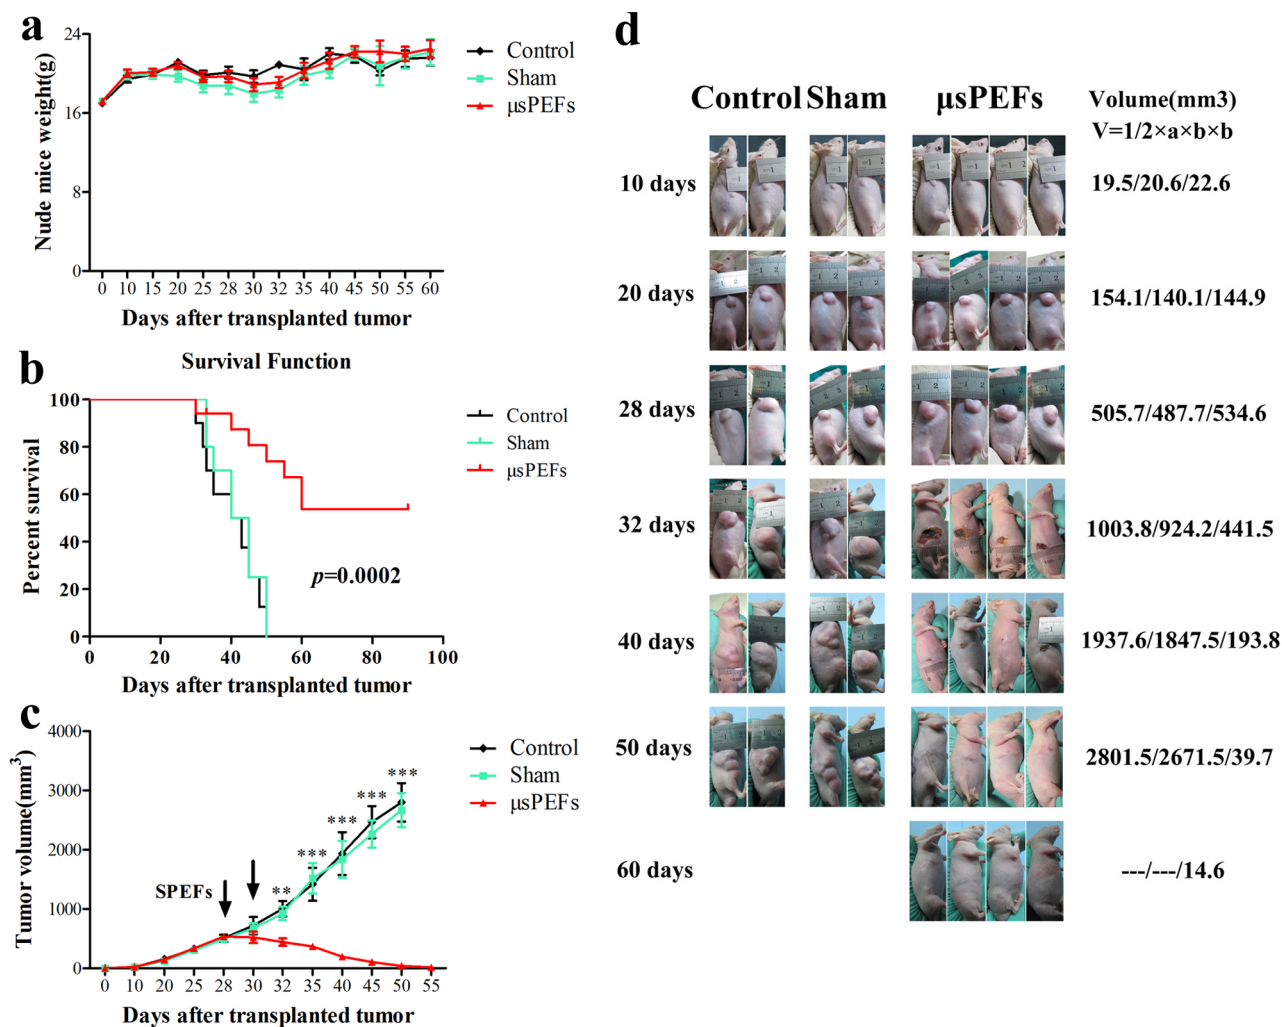 a
24
16
8
0
Nude mice weight(g)
0 10 15 20 25 28 30 32 35 40 45 50 55 60
Days after transplanted tumor
Control
Sham
μsPEFs
b
Survival Function
100
80
60
40
20
0
Percent survival
p=0.0002
0 20 40 60 80 100
Days after transplanted tumor
Control
Sham
μsPEFs
c
4000
3000
2000
1000
0
Tumor volume(mm3)
SPEFs
**
***
***
***
***
0 10 20 25 28 30 32 35 40 45 50 55
Days after transplanted tumor
Control
Sham
μsPEFs
d
Control Sham μsPEFs Volume(mm3)
V=1/2×a×b×b
10 days 19.5/20.6/22.6
20 days 154.1/140.1/144.9
28 days 505.7/487.7/534.6
32 days 1003.8/924.2/441.5
40 days 1937.6/1847.5/193.8
50 days 2801.5/2671.5/39.7
60 days ---/---/14.6